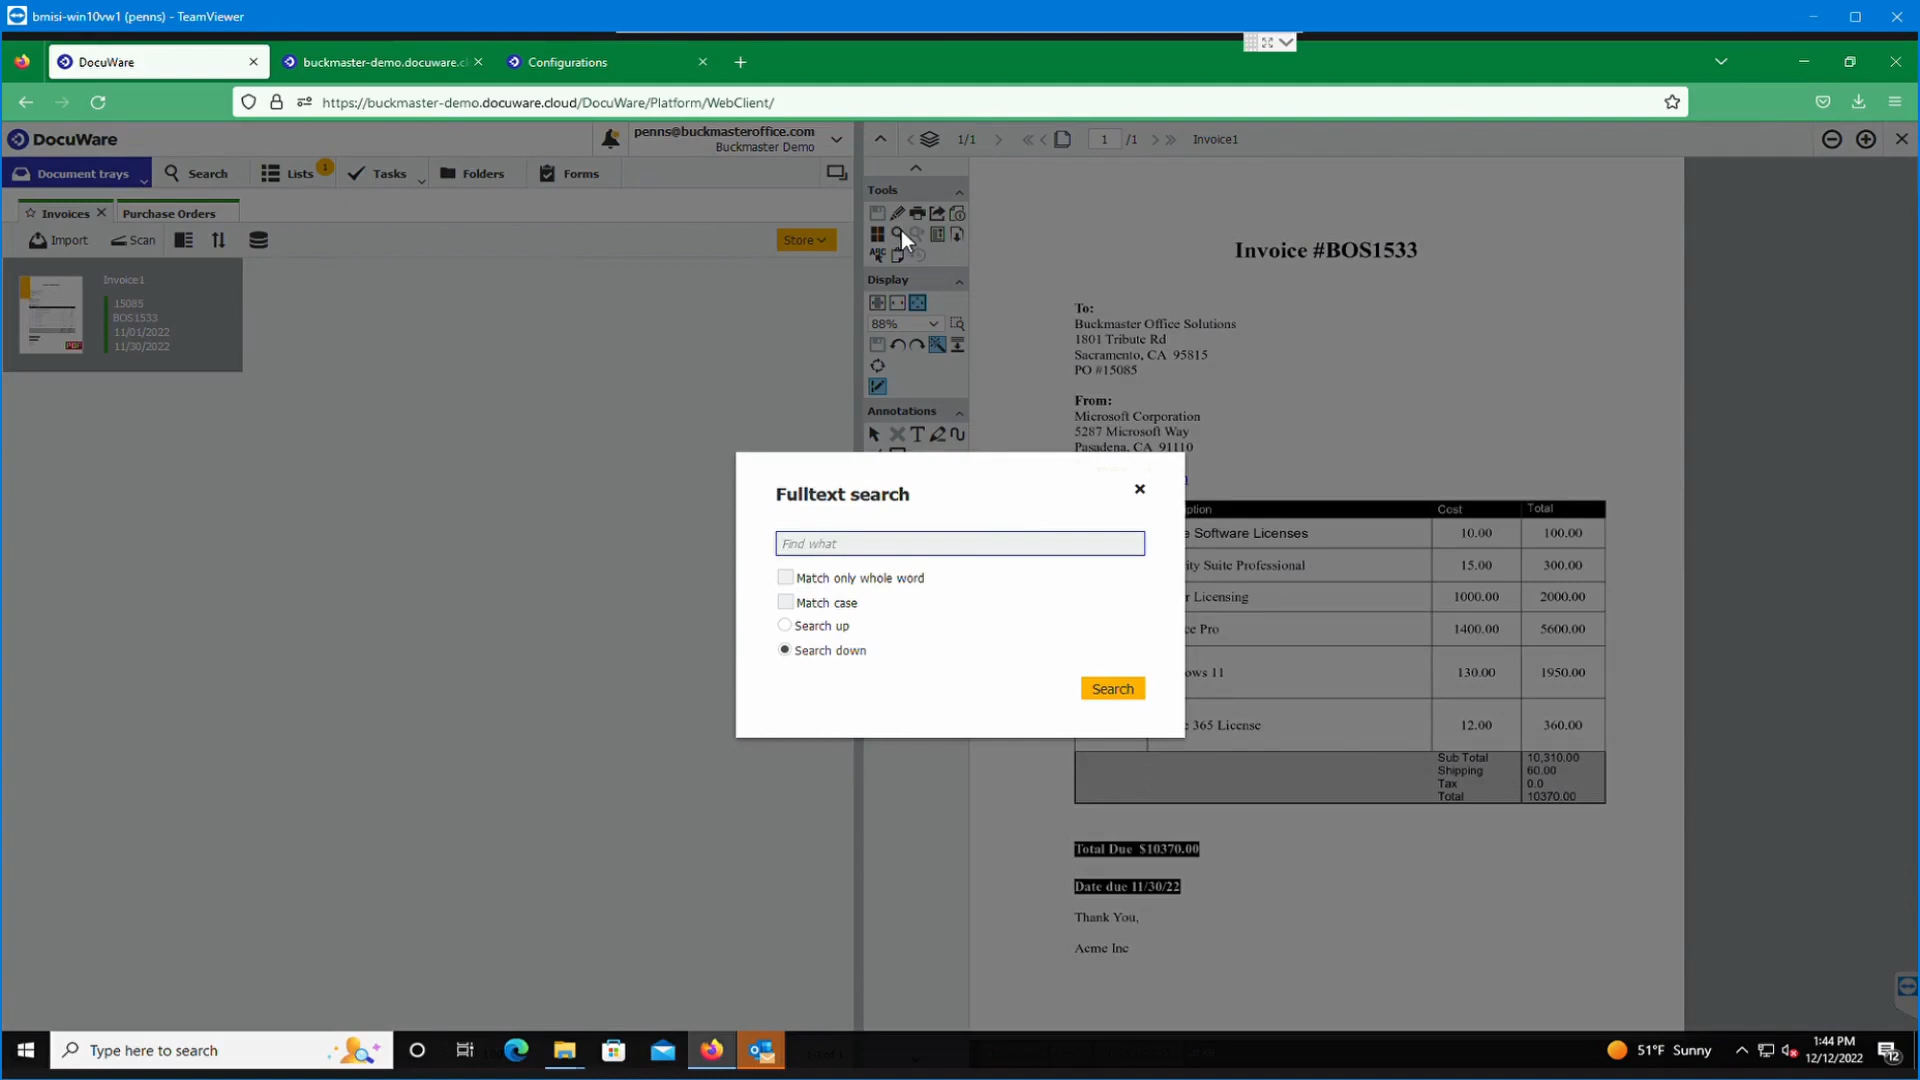 bmisi-win10vw1 (penns) - TeamViewer
DocuWare
buckmaster-demo.docuware.cl
Configurations
https://buckmaster-demo.docuware.cloud/DocuWare/Platform/WebClient/
DocuWare
penns@buckmasteroffice.com
Buckmaster Demo
1/1
1 /1
Invoice1
Document trays
Search
Lists
1
Tasks
Folders
Forms
Invoices
Purchase Orders
Import
Scan
Store
Invoice1
15085
BOS1533
11/01/2022
11/30/2022
PDF
Tools
ABC
Display
88%
Annotations
Invoice #BOS1533
To:
Buckmaster Office Solutions
1801 Tribute Rd
Sacramento, CA 95815
PO #15085
From:
Microsoft Corporation
5287 Microsoft Way
Pasadena, CA 91110
ption Cost Total
e Software Licenses 10.00 100.00
ity Suite Professional 15.00 300.00
r Licensing 1000.00 2000.00
ce Pro 1400.00 5600.00
ows 11 130.00 1950.00
e 365 License 12.00 360.00
Sub Total 10,310.00
Shipping 60.00
Tax 0.0
Total 10370.00
Total Due $10370.00
Date due 11/30/22
Thank You,
Acme Inc
Fulltext search
Find what
Match only whole word
Match case
Search up
Search down
Search
Type here to search
51°F Sunny
1:44 PM
12/12/2022
12